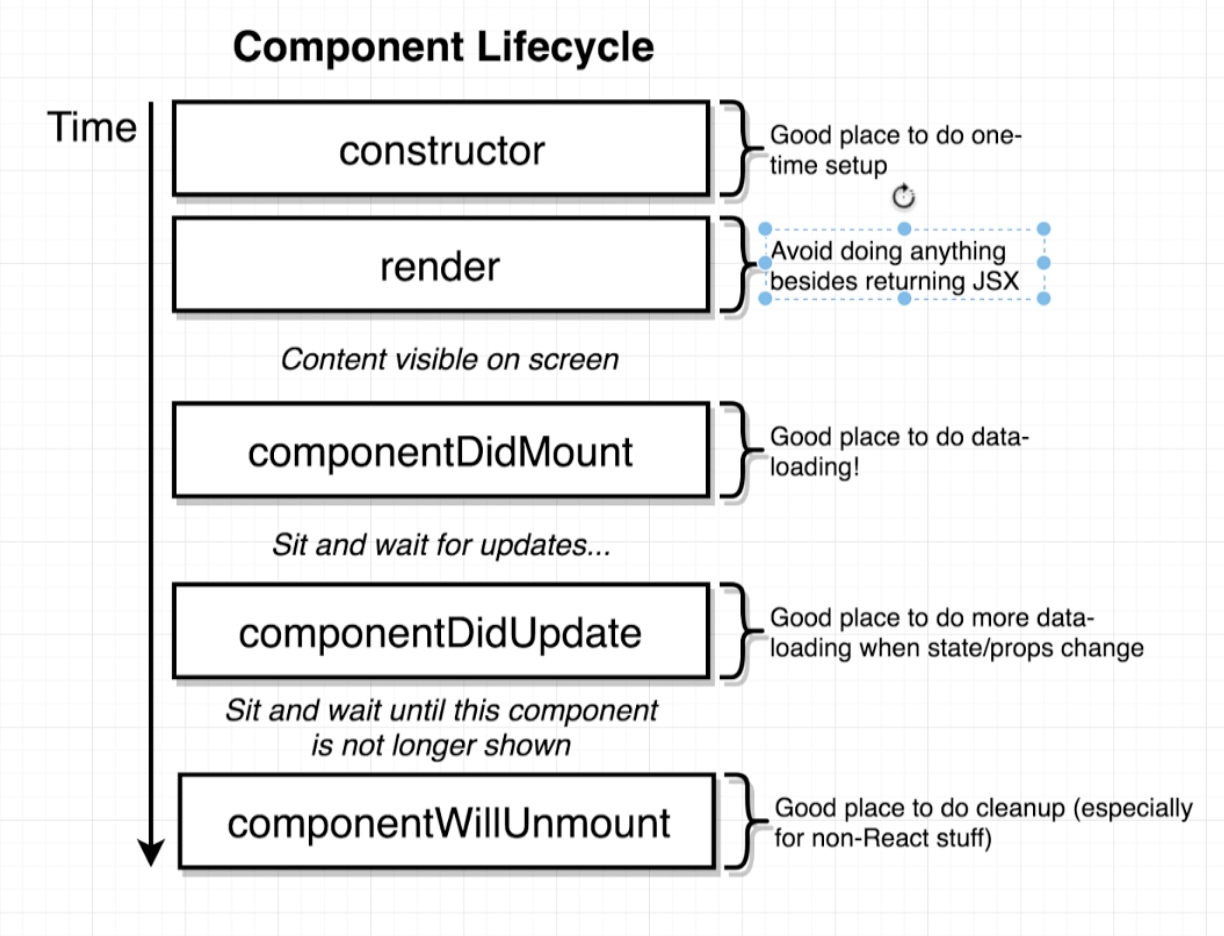 Component Lifecycle
Time
constructor
Good place to do one-
time setup
render
Avoid doing anything
besides returning JSX
Content visible on screen
componentDidMount
Good place to do data-
loading!
Sit and wait for updates...
componentDidUpdate
Good place to do more data-
loading when state/props change
Sit and wait until this component
is not longer shown
componentWillUnmount
Good place to do cleanup (especially
for non-React stuff)